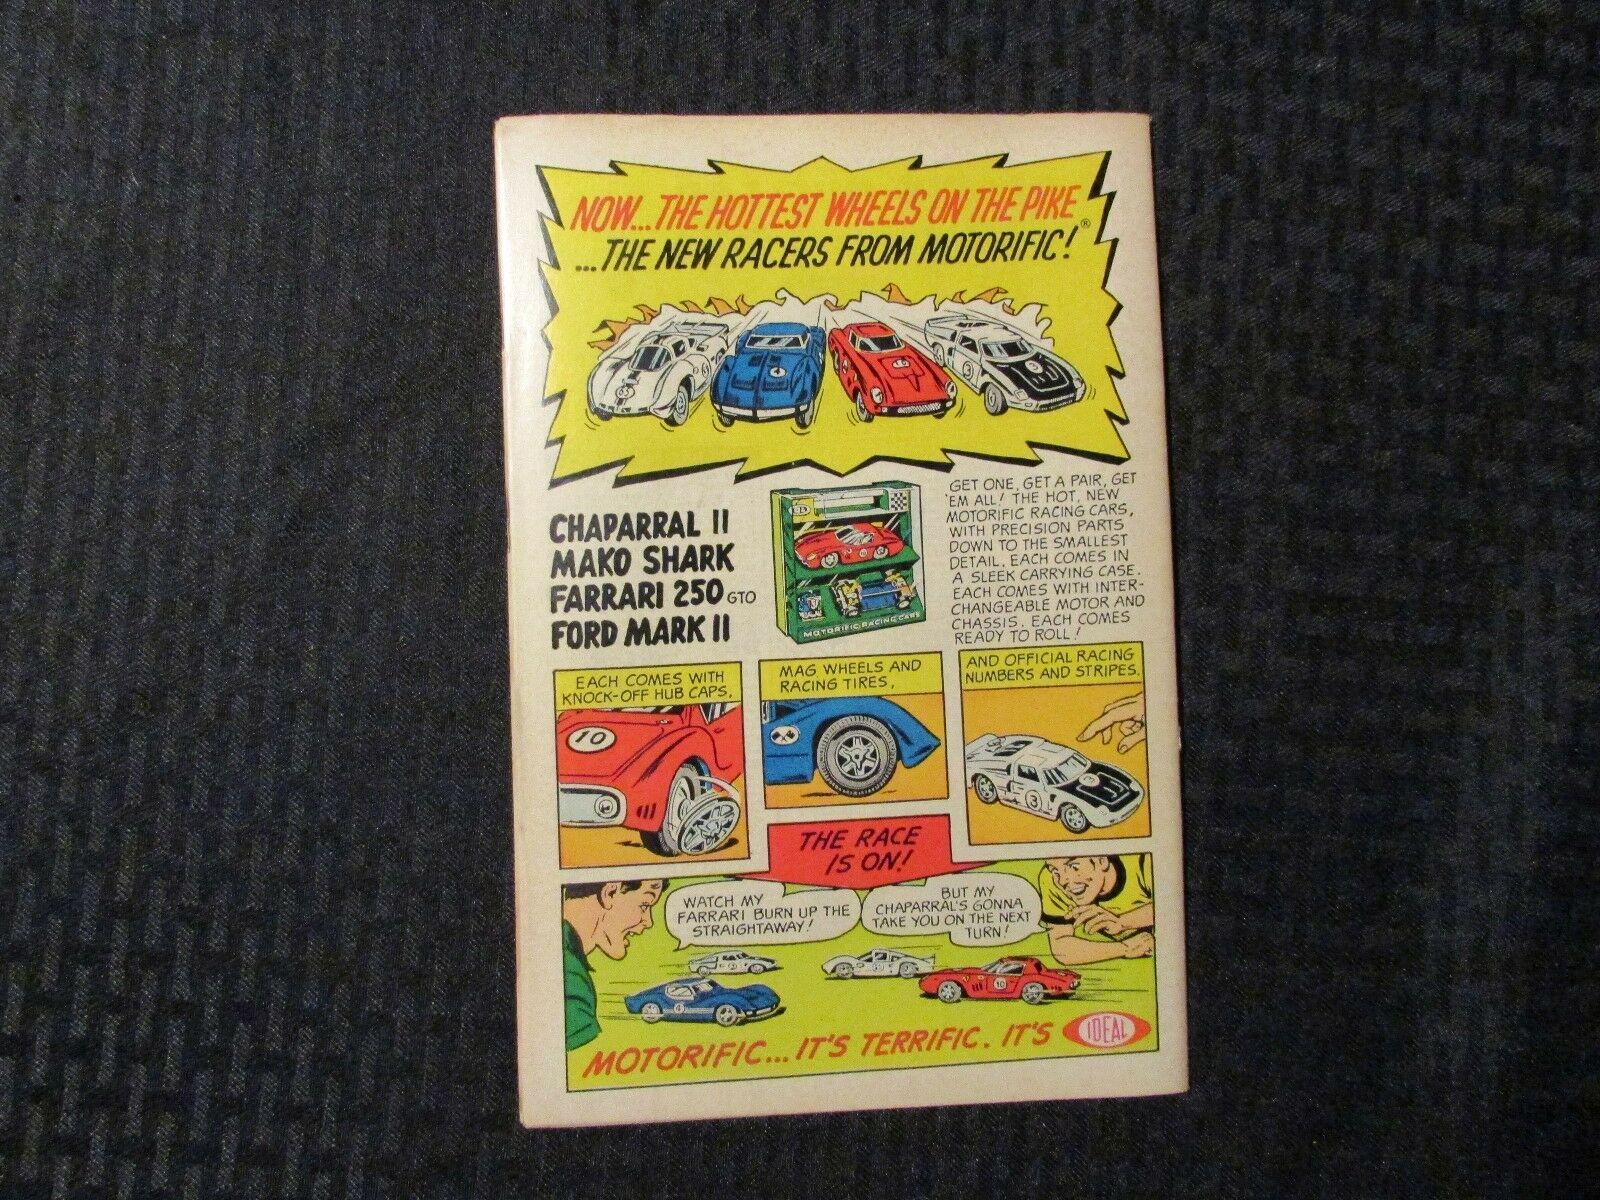 NOW...THE HOTTEST WHEELS ON THE PIKE
...THE NEW RACERS FROM MOTORIFIC!®
CHAPARRAL II
MAKO SHARK
FARRARI 250 GTO
FORD MARK II
MOTORIFIC RACING CARS
GET ONE, GET A PAIR, GET
'EM ALL! THE HOT, NEW
MOTORIFIC RACING CARS,
WITH PRECISION PARTS
DOWN TO THE SMALLEST
DETAIL. EACH COMES IN
A SLEEK CARRYING CASE.
EACH COMES WITH INTER-
CHANGEABLE MOTOR AND
CHASSIS. EACH COMES
READY TO ROLL!
EACH COMES WITH
KNOCK-OFF HUB CAPS,
10
MAG WHEELS AND
RACING TIRES,
AND OFFICIAL RACING
NUMBERS AND STRIPES.
3
THE RACE
IS ON!
WATCH MY
FARRARI BURN UP THE
STRAIGHTAWAY!
BUT MY
CHAPARRAL'S GONNA
TAKE YOU ON THE NEXT
TURN!
4
10
MOTORIFIC... IT'S TERRIFIC. IT'S IDEAL